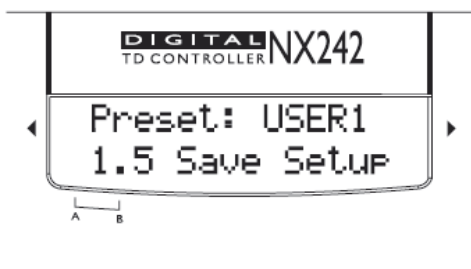 DIGITAL
TD CONTROLLER NX242
Preset: USER1
1.5 Save Setup
A B